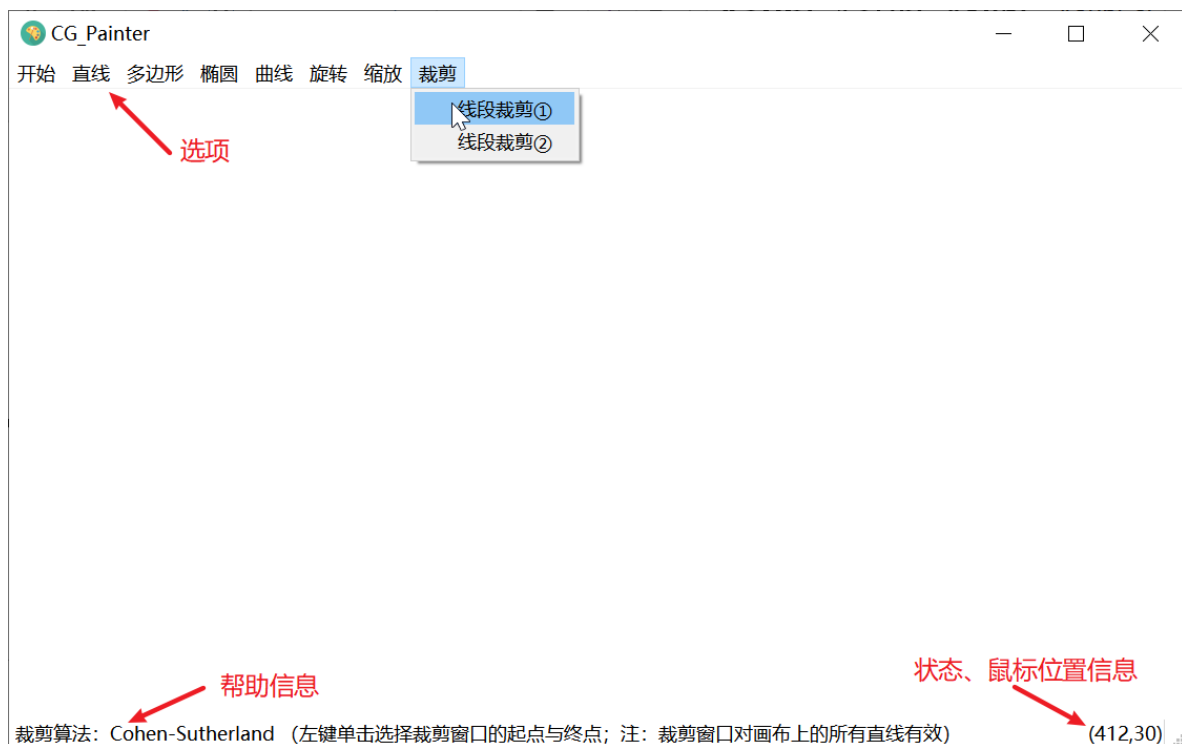 CG_Painter
开始 直线 多边形 椭圆 曲线 旋转 缩放 裁剪
线段裁剪①
线段裁剪②
选项
帮助信息
状态、鼠标位置信息
裁剪算法：Cohen-Sutherland （左键单击选择裁剪窗口的起点与终点；注：裁剪窗口对画布上的所有直线有效） (412,30)